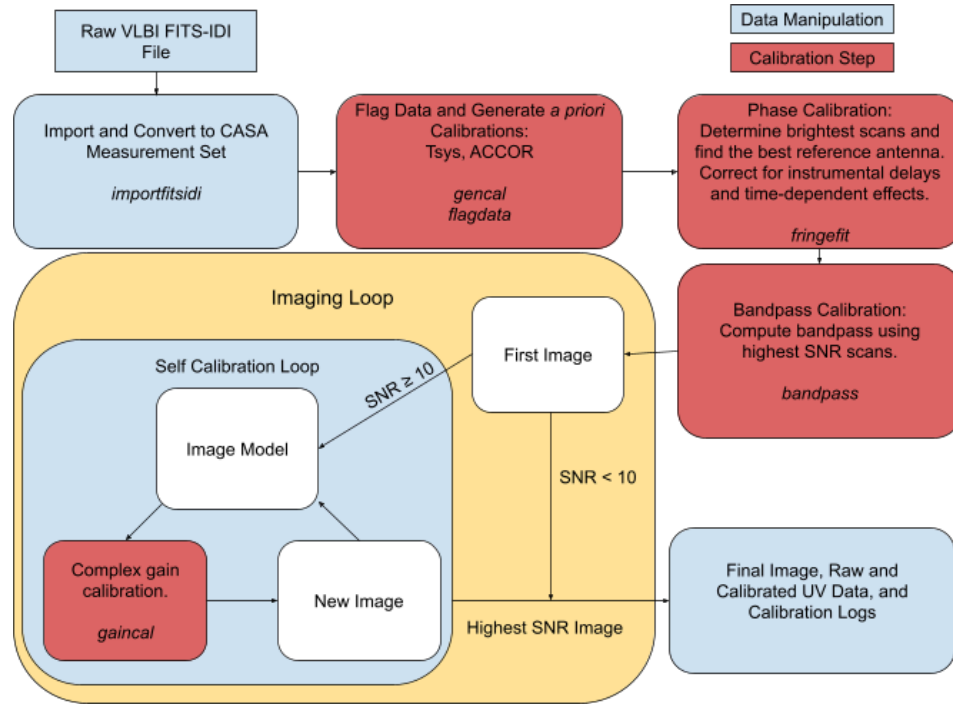 Raw VLBI FITS-IDI
File
Data Manipulation
Calibration Step
Import and Convert to CASA
Measurement Set
importfitsidi
Flag Data and Generate a priori
Calibrations:
Tsys, ACCOR
gencal
flagdata
Phase Calibration:
Determine brightest scans and
find the best reference antenna.
Correct for instrumental delays
and time-dependent effects.
fringefit
Bandpass Calibration:
Compute bandpass using
highest SNR scans.
bandpass
Imaging Loop
First Image
Self Calibration Loop
SNR ≥ 10
Image Model
SNR < 10
Complex gain
calibration.
gaincal
New Image
Highest SNR Image
Final Image, Raw and
Calibrated UV Data, and
Calibration Logs